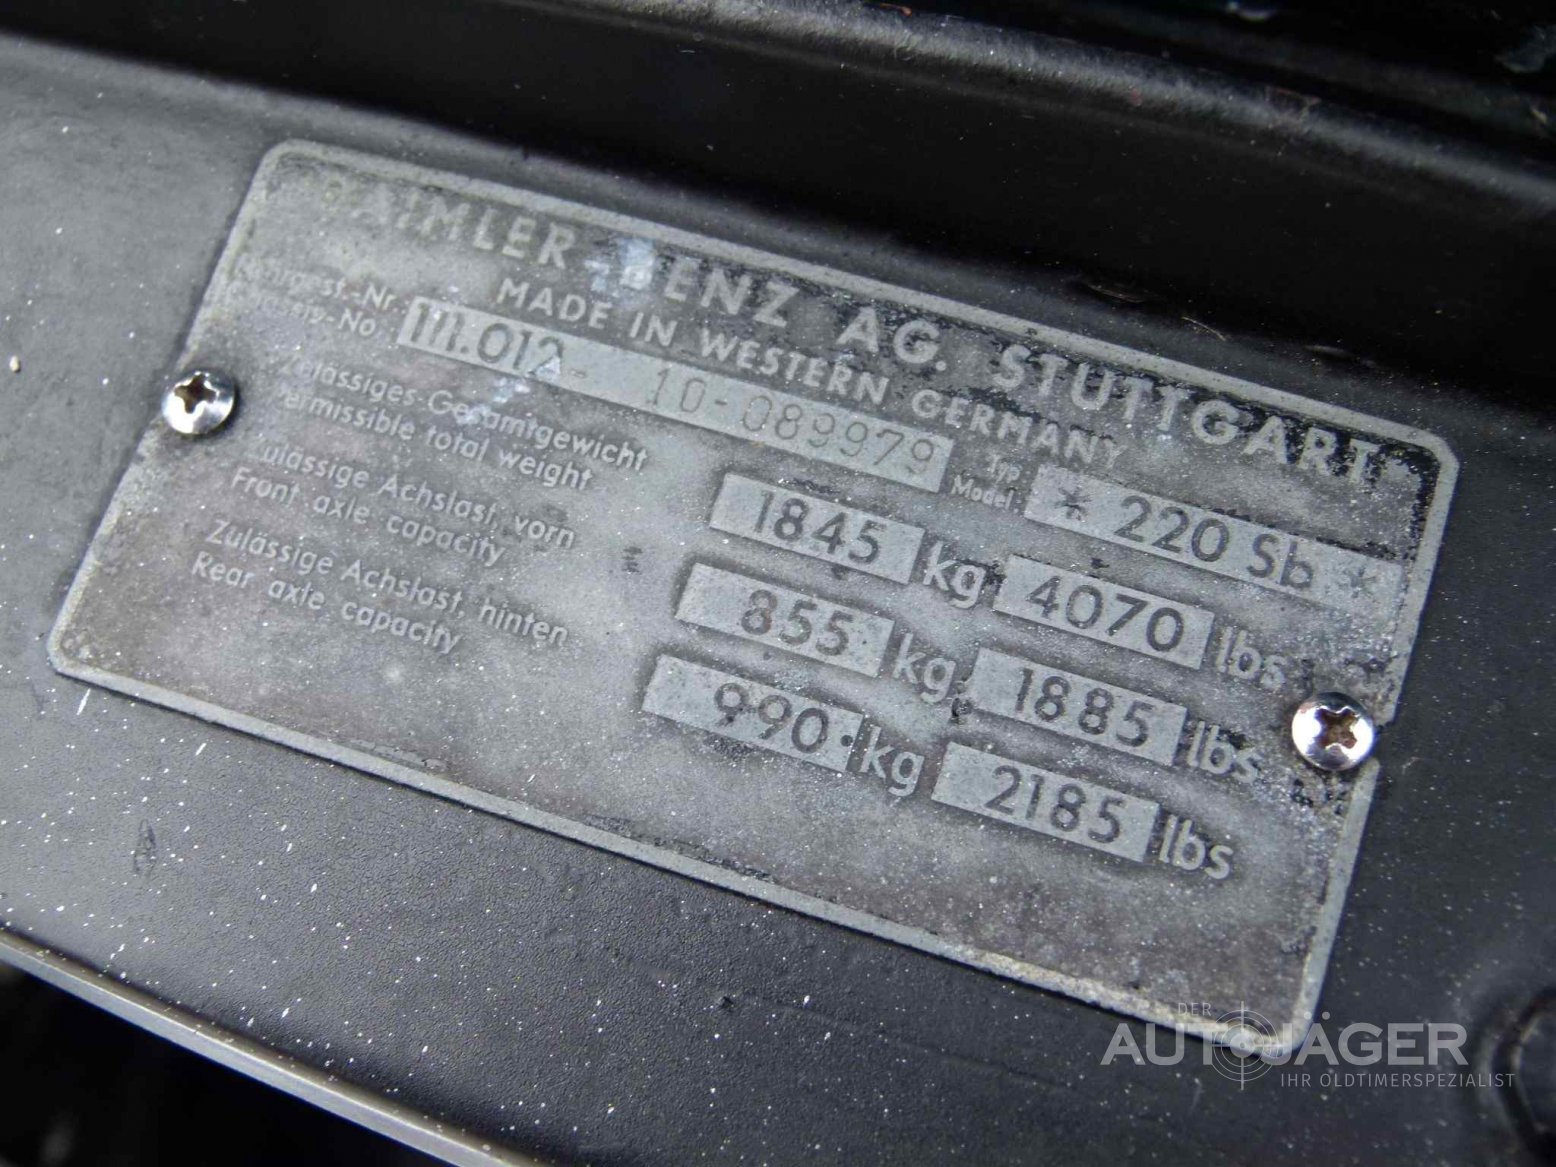 DAIMLER-BENZ AG. STUTTGART
MADE IN WESTERN GERMANY
Fahrgest.-Nr. 111.012- 10-089979 Typ * 220 Sb *
Chassis-No Model:
Zulässiges-Gesamtgewicht 1845 kg 4070 lbs
Permissible total weight
Zulässige Achslast, vorn 855 kg 1885 lbs
Front axle capacity
Zulässige Achslast, hinten 990 kg 2185 lbs
Rear axle capacity
DER
AUTOJÄGER
IHR OLDTIMERSPEZIALIST